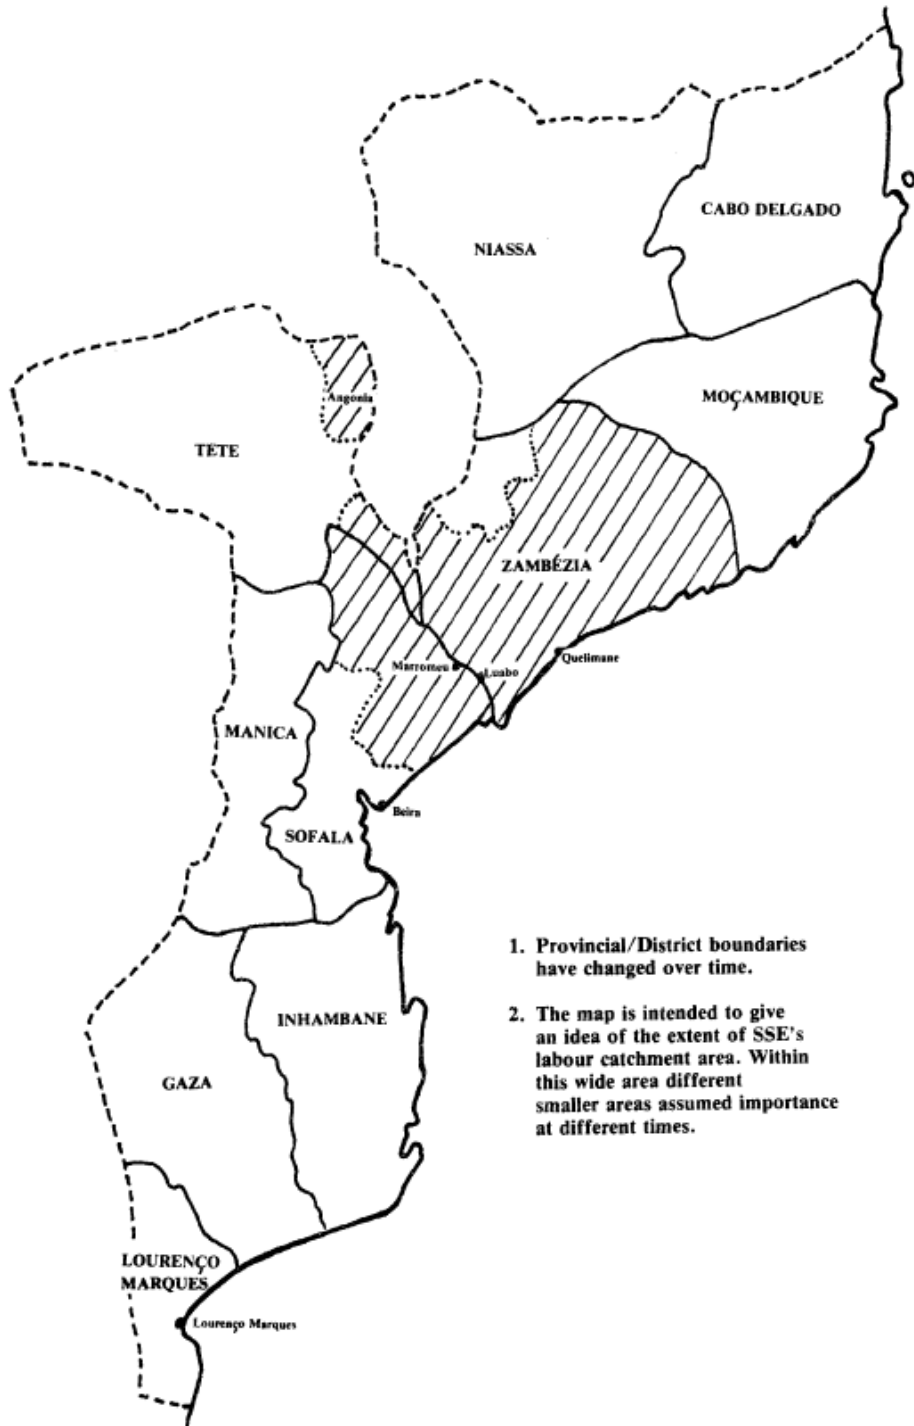 CABO DELGADO
NIASSA
MOÇAMBIQUE
Angonia
TETE
ZAMBÉZIA
Marromeu
Luabo
Quelimane
MANICA
Beira
SOFALA
1. Provincial/District boundaries
have changed over time.
2. The map is intended to give
an idea of the extent of SSE's
labour catchment area. Within
this wide area different
smaller areas assumed importance
at different times.
INHAMBANE
GAZA
LOURENÇO
MARQUES
Lourenço Marques